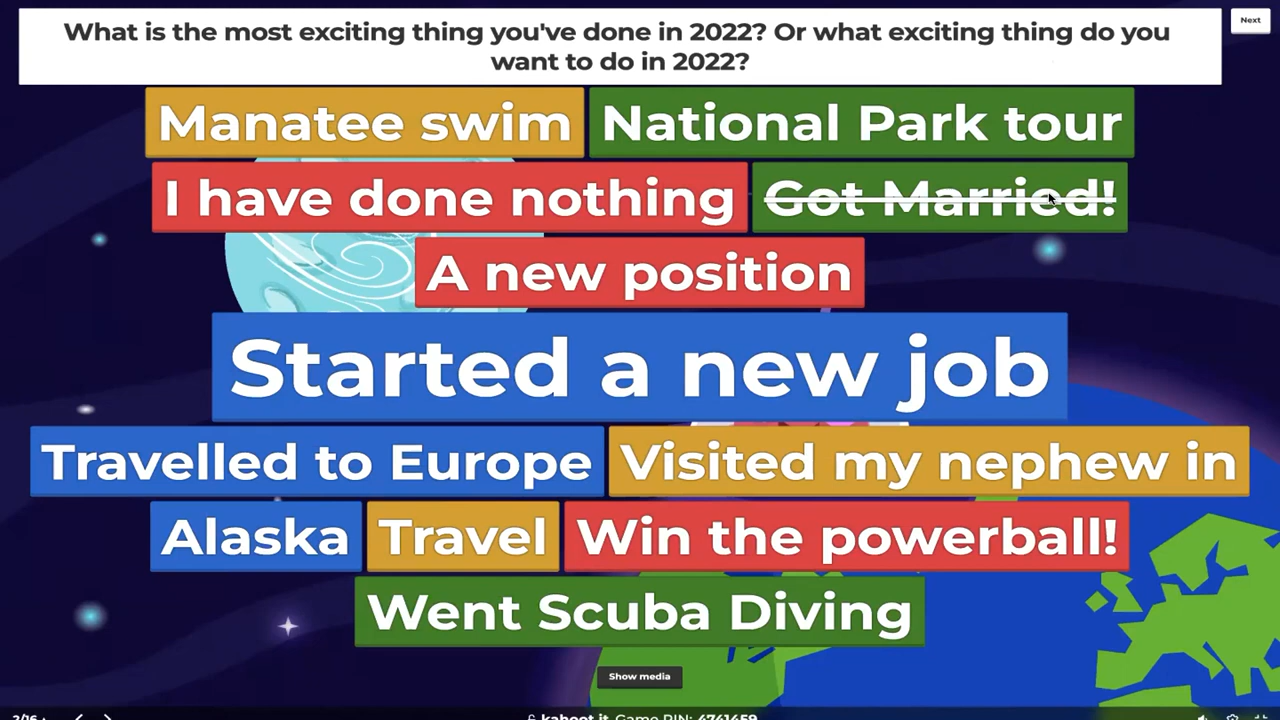 What is the most exciting thing you've done in 2022? Or what exciting thing do you
want to do in 2022?
Next
Manatee swim
National Park tour
I have done nothing
Got Married!
A new position
Started a new job
Travelled to Europe
Visited my nephew in
Alaska
Travel
Win the powerball!
Went Scuba Diving
Show media
2/16
kahoot.it Game PIN: 4741459